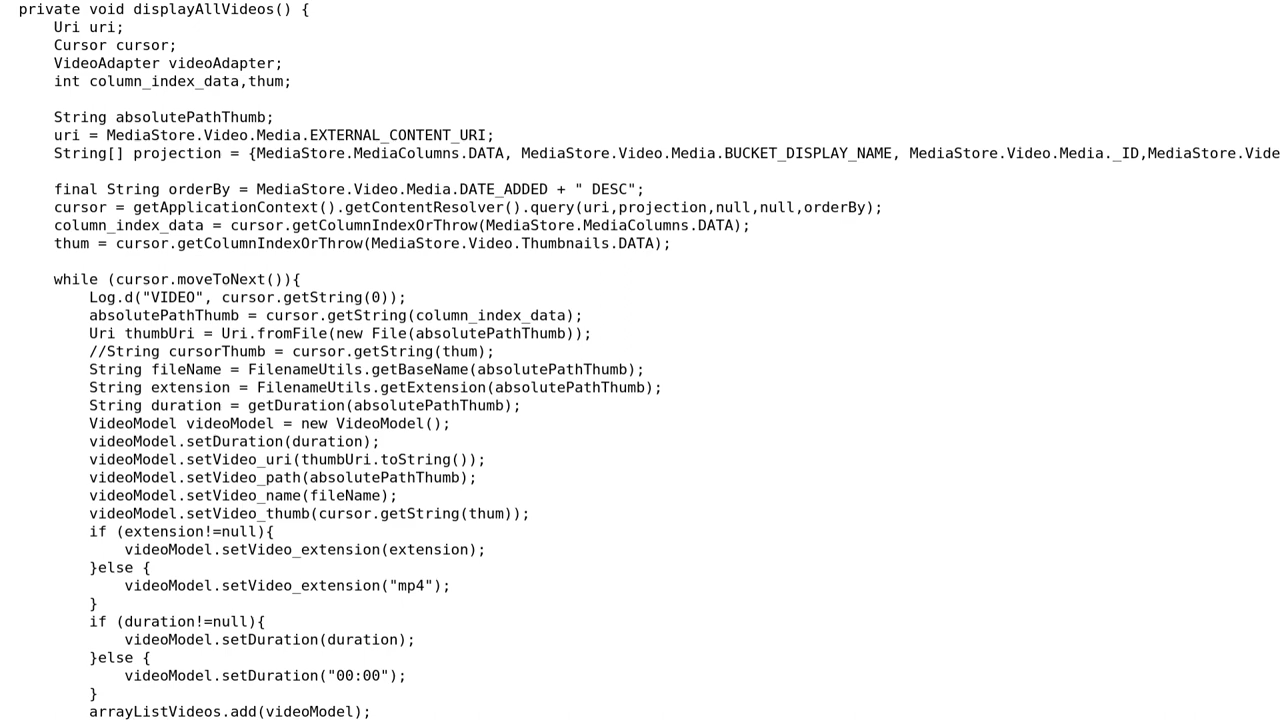 private void displayAllVideos() {
    Uri uri;
    Cursor cursor;
    VideoAdapter videoAdapter;
    int column_index_data,thum;

    String absolutePathThumb;
    uri = MediaStore.Video.Media.EXTERNAL_CONTENT_URI;
    String[] projection = {MediaStore.MediaColumns.DATA, MediaStore.Video.Media.BUCKET_DISPLAY_NAME, MediaStore.Video.Media._ID,MediaStore.Vide

    final String orderBy = MediaStore.Video.Media.DATE_ADDED + " DESC";
    cursor = getApplicationContext().getContentResolver().query(uri,projection,null,null,orderBy);
    column_index_data = cursor.getColumnIndexOrThrow(MediaStore.MediaColumns.DATA);
    thum = cursor.getColumnIndexOrThrow(MediaStore.Video.Thumbnails.DATA);

    while (cursor.moveToNext()){
        Log.d("VIDEO", cursor.getString(0));
        absolutePathThumb = cursor.getString(column_index_data);
        Uri thumbUri = Uri.fromFile(new File(absolutePathThumb));
        //String cursorThumb = cursor.getString(thum);
        String fileName = FilenameUtils.getBaseName(absolutePathThumb);
        String extension = FilenameUtils.getExtension(absolutePathThumb);
        String duration = getDuration(absolutePathThumb);
        VideoModel videoModel = new VideoModel();
        videoModel.setDuration(duration);
        videoModel.setVideo_uri(thumbUri.toString());
        videoModel.setVideo_path(absolutePathThumb);
        videoModel.setVideo_name(fileName);
        videoModel.setVideo_thumb(cursor.getString(thum));
        if (extension!=null){
            videoModel.setVideo_extension(extension);
        }else {
            videoModel.setVideo_extension("mp4");
        }
        if (duration!=null){
            videoModel.setDuration(duration);
        }else {
            videoModel.setDuration("00:00");
        }
        arrayListVideos.add(videoModel);